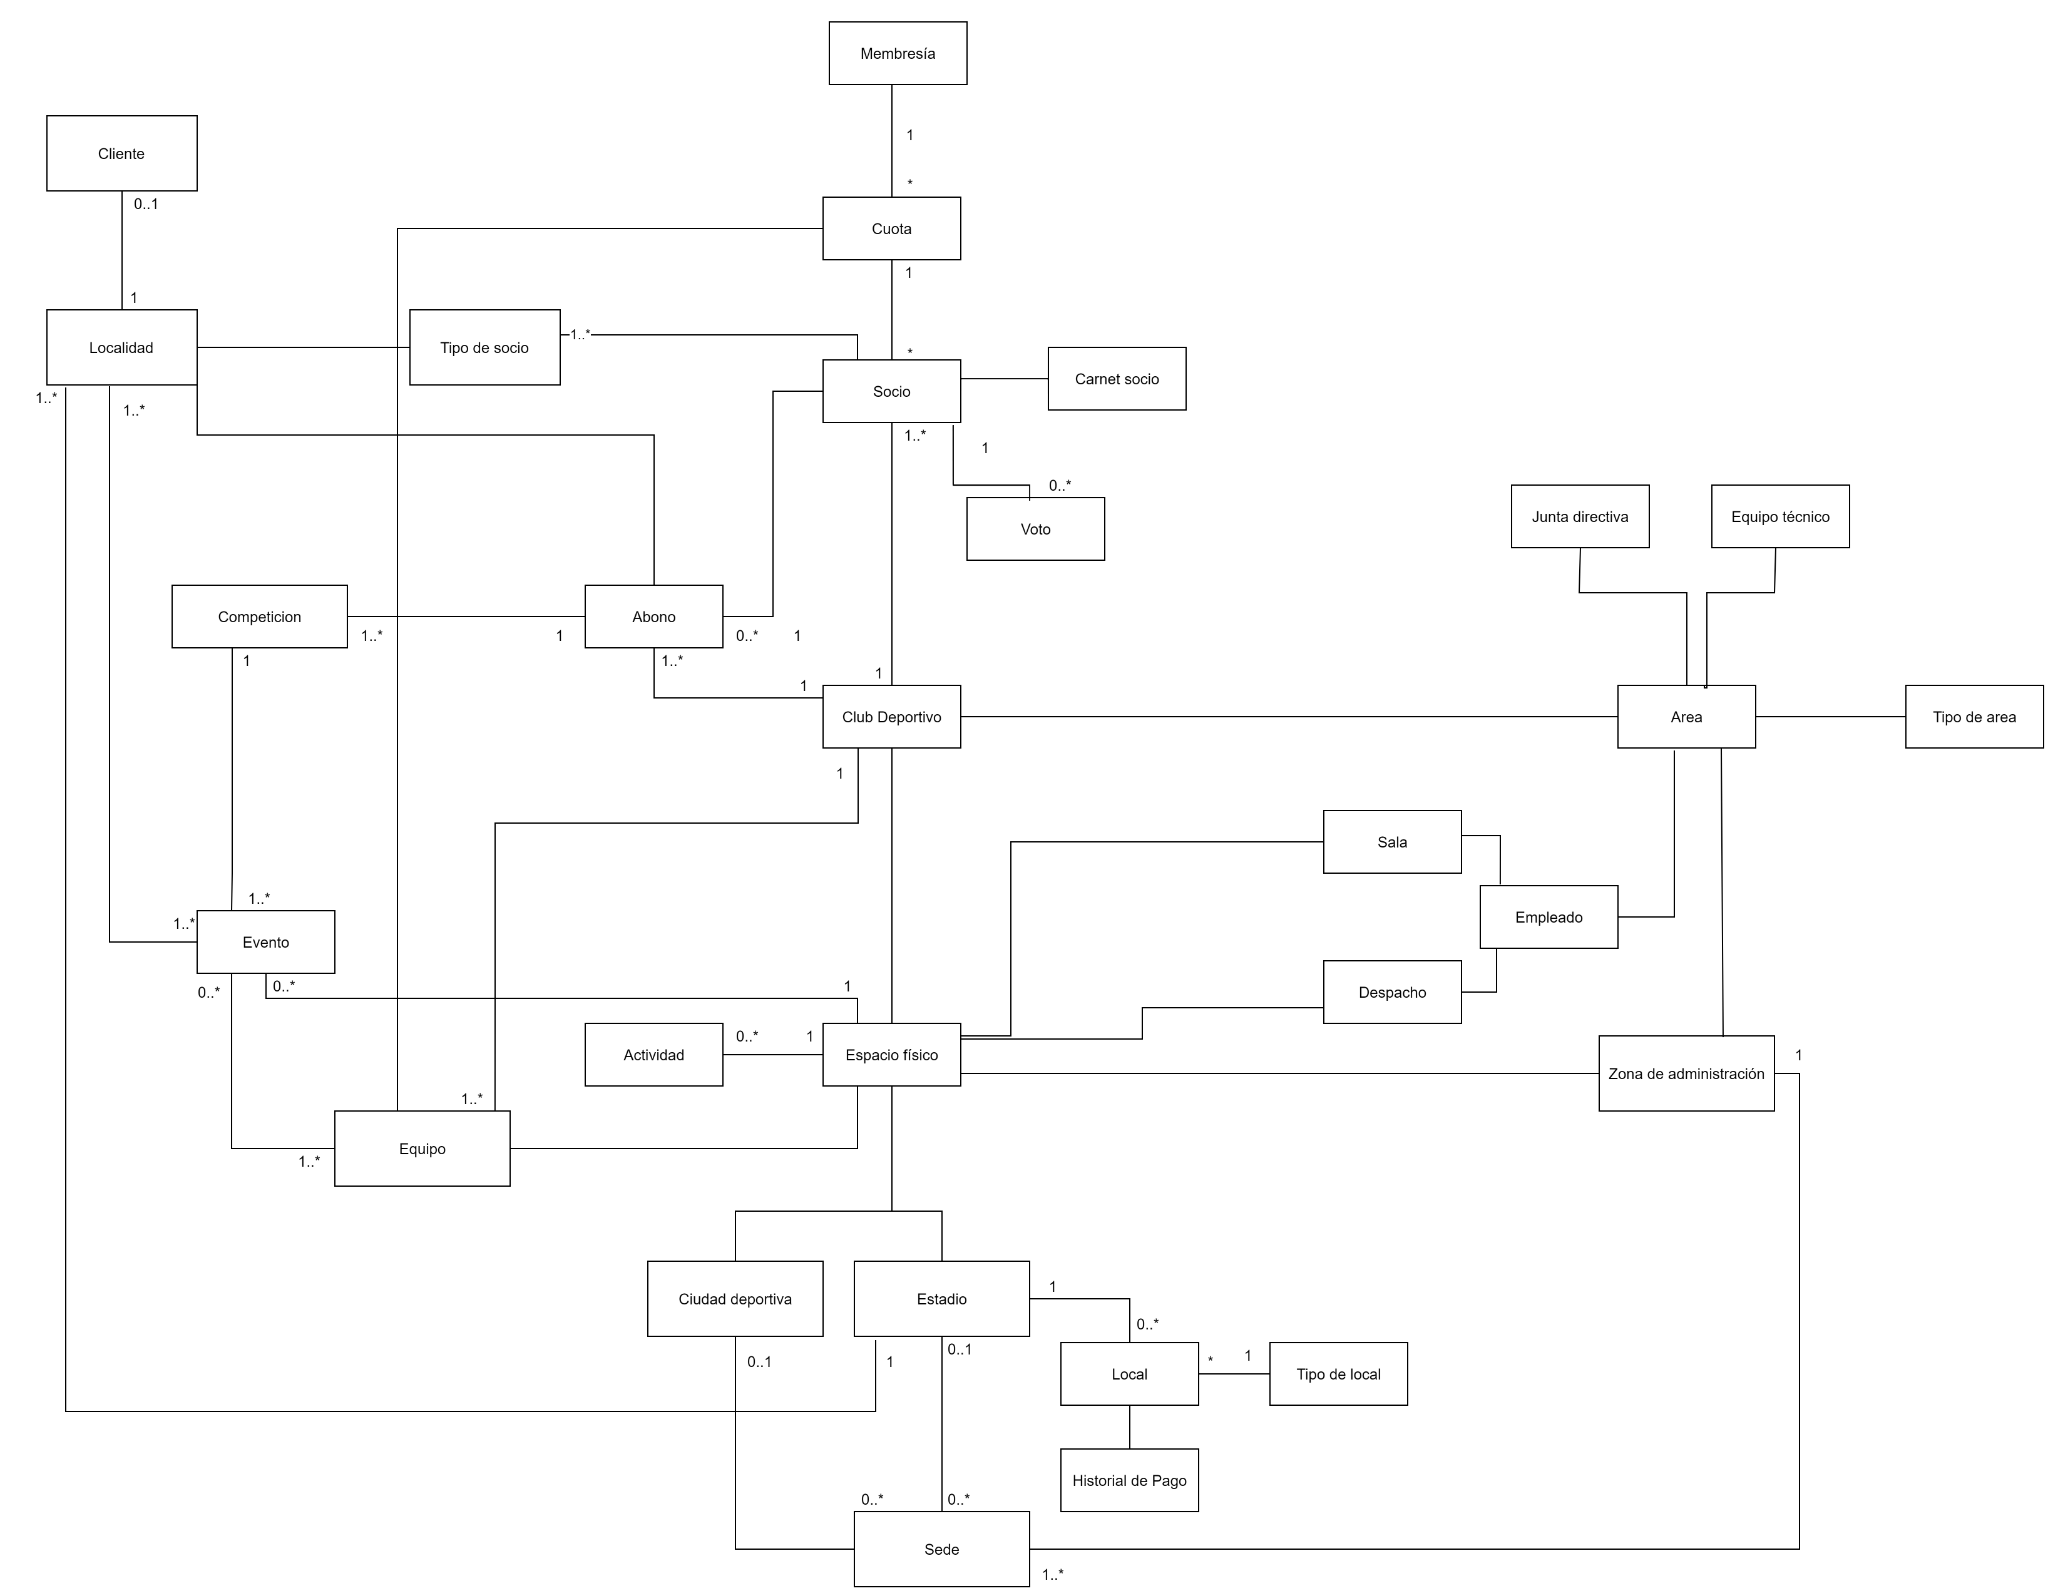 Membresía
1
Cliente
0..1
*
Cuota
1
1
Localidad
Tipo de socio
1..*
*
Socio
Carnet socio
1..*
1..*
1..*
1
0..*
Voto
Junta directiva
Equipo técnico
Competicion
1..*
1
Abono
0..*
1
1
1..*
1
1
Club Deportivo
Area
Tipo de area
1
Sala
1..*
1..*
Empleado
Evento
0..*
0..*
1
Despacho
Actividad
0..*
1
Espacio físico
Zona de administración
1
1..*
Equipo
1..*
Ciudad deportiva
Estadio
1
0..*
0..1
1
0..1
Local
*
1
Tipo de local
Historial de Pago
0..*
0..*
Sede
1..*